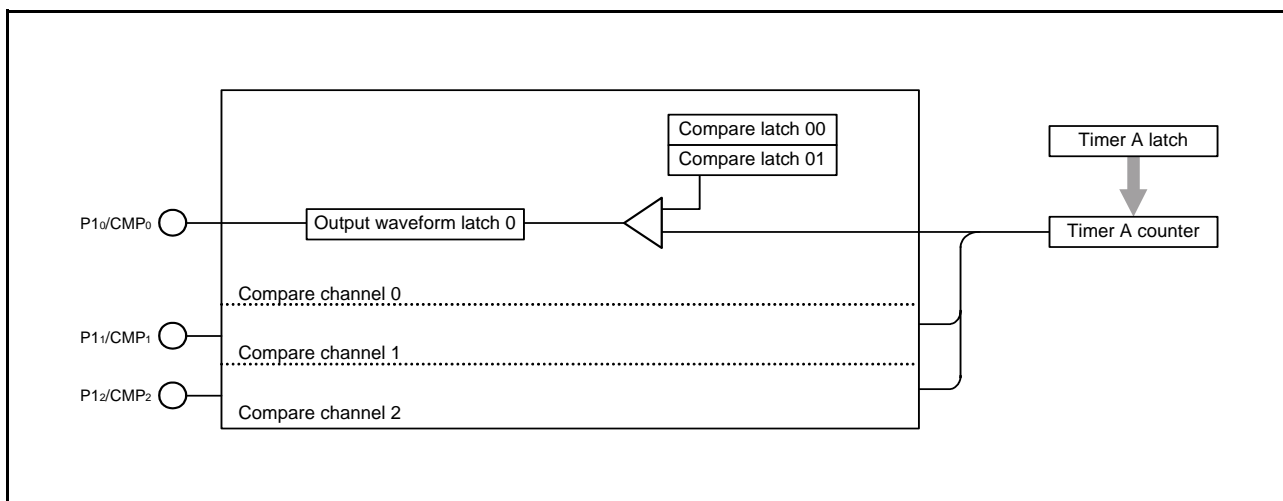 Compare latch 00
Compare latch 01
Timer A latch
P1₀/CMP₀
Output waveform latch 0
Timer A counter
Compare channel 0
P1₁/CMP₁
Compare channel 1
P1₂/CMP₂
Compare channel 2